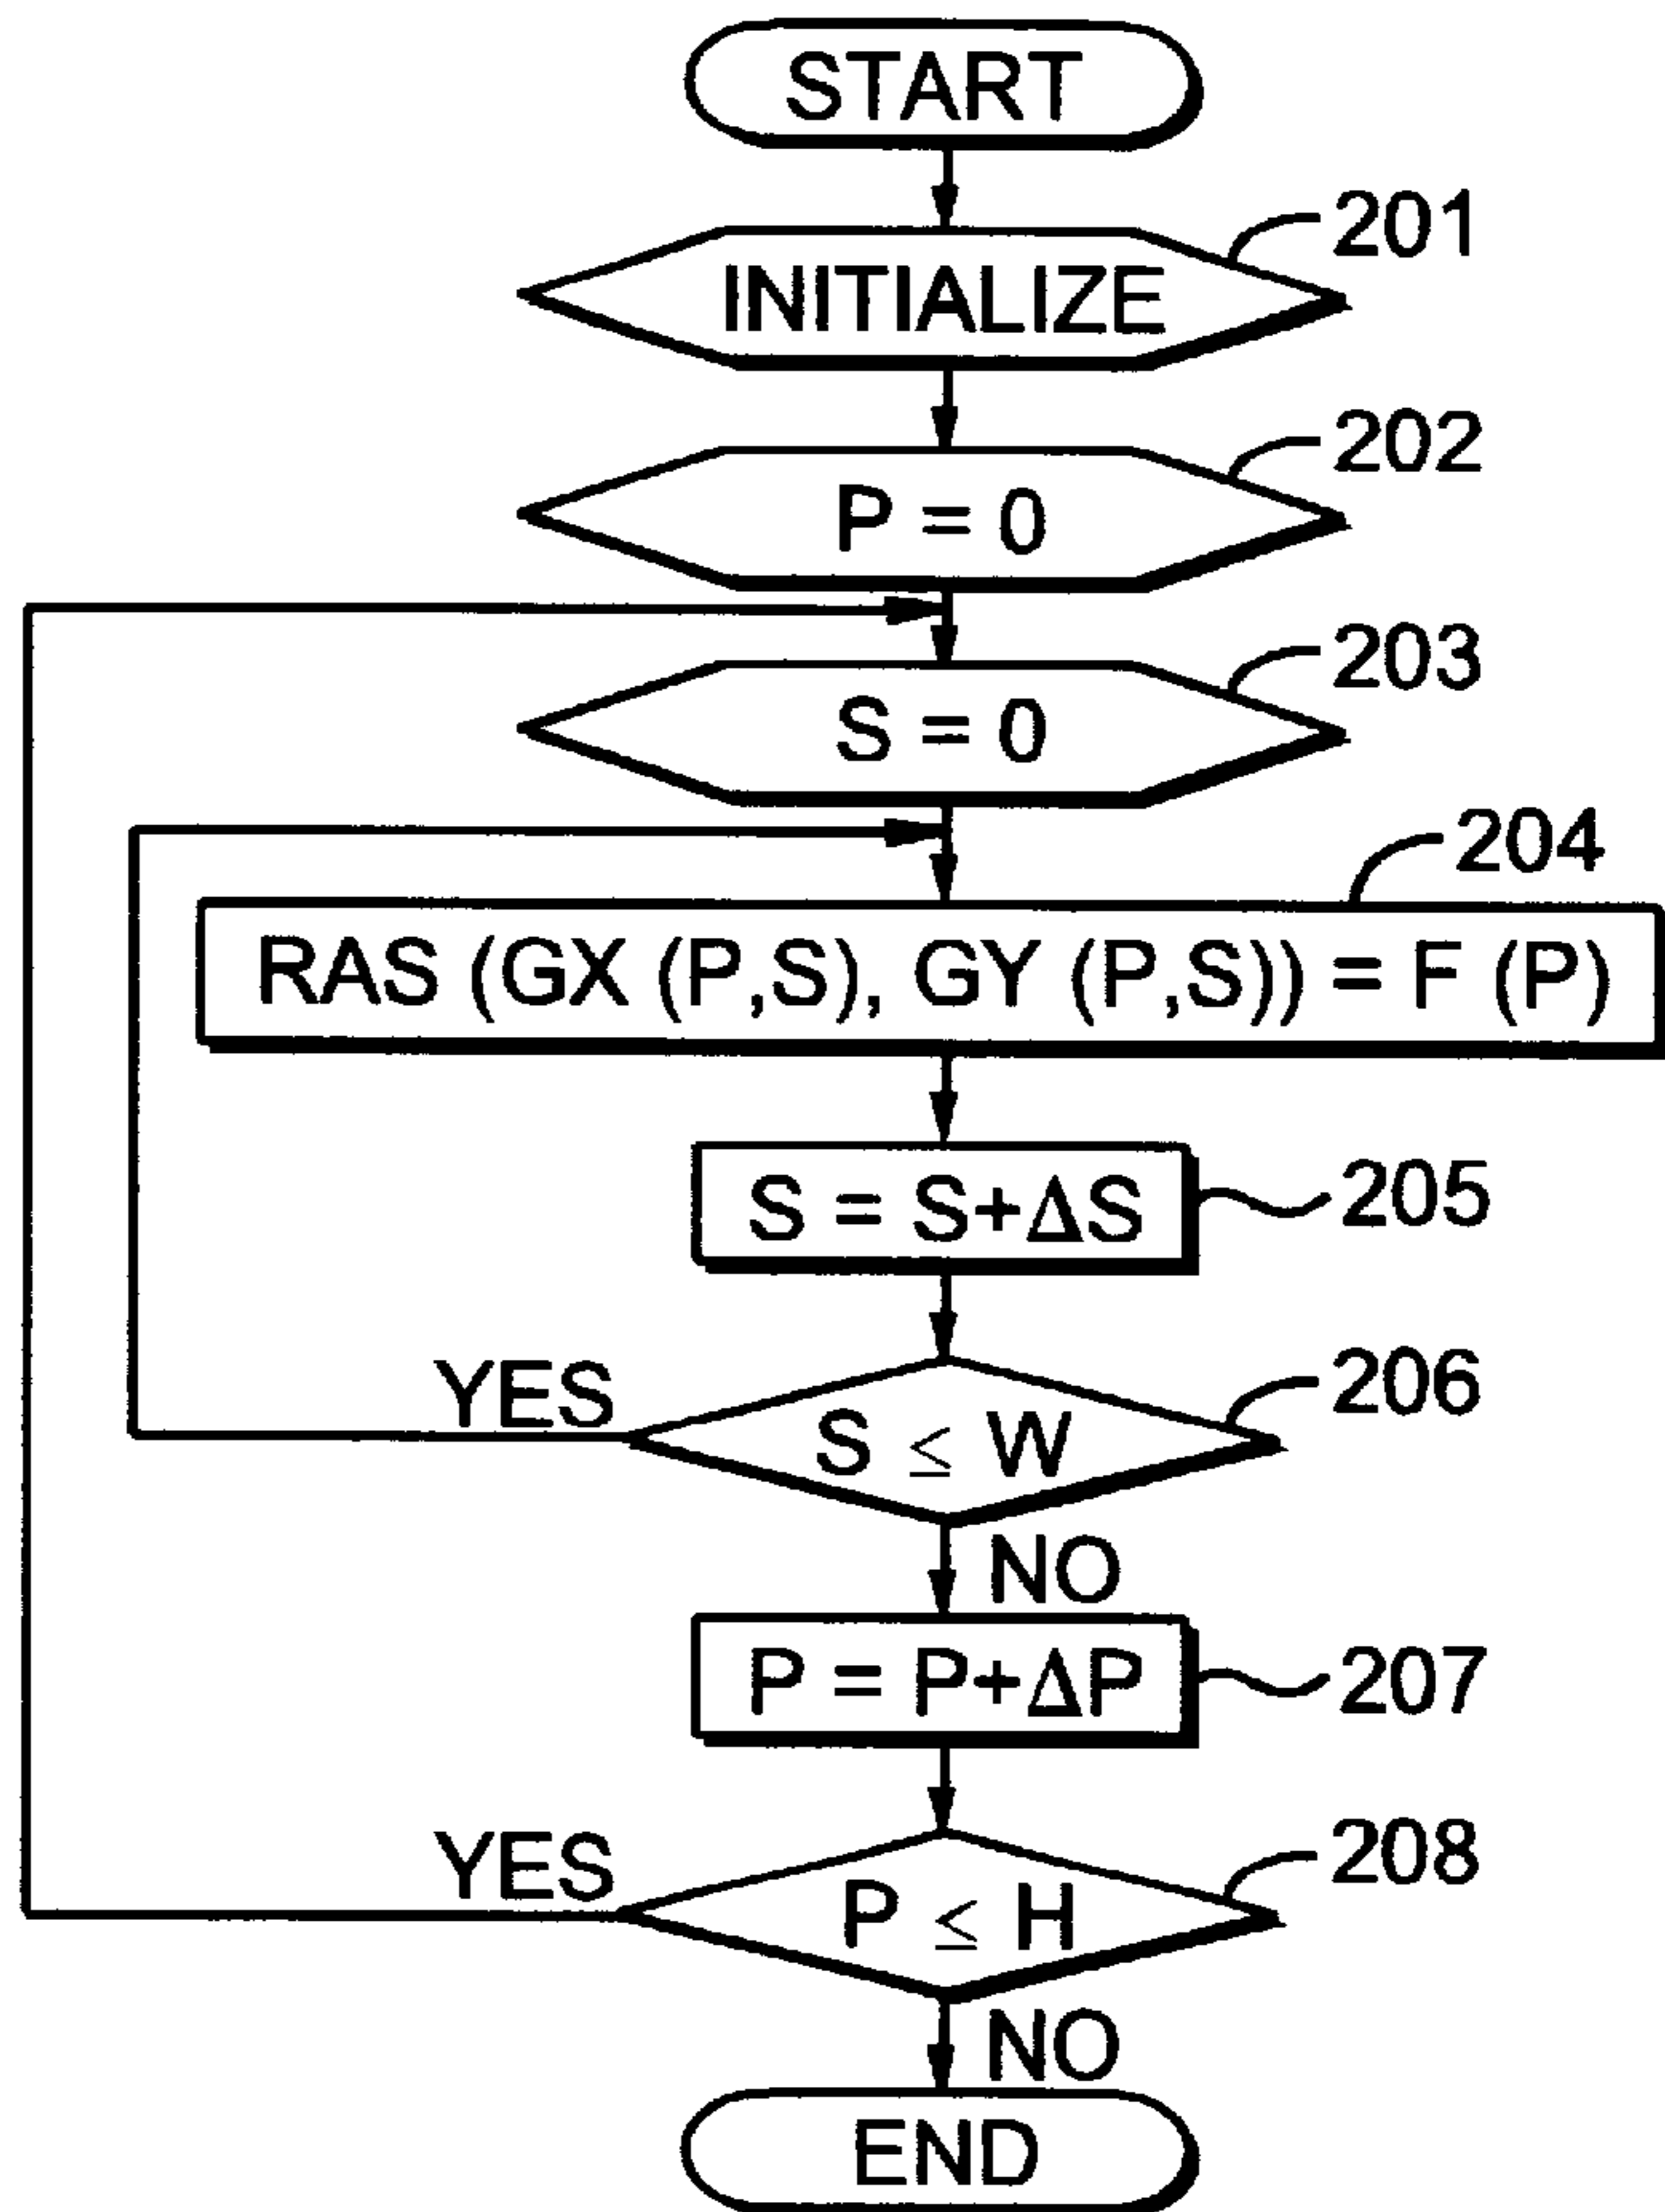 START
201
INITIALIZE
202
P = 0
203
S = 0
204
RAS (GX (P,S), GY (P,S)) = F (P)
S = S+ΔS
205
206
YES
S ≤ W
NO
P = P+ΔP
207
208
YES
P ≤ H
NO
END